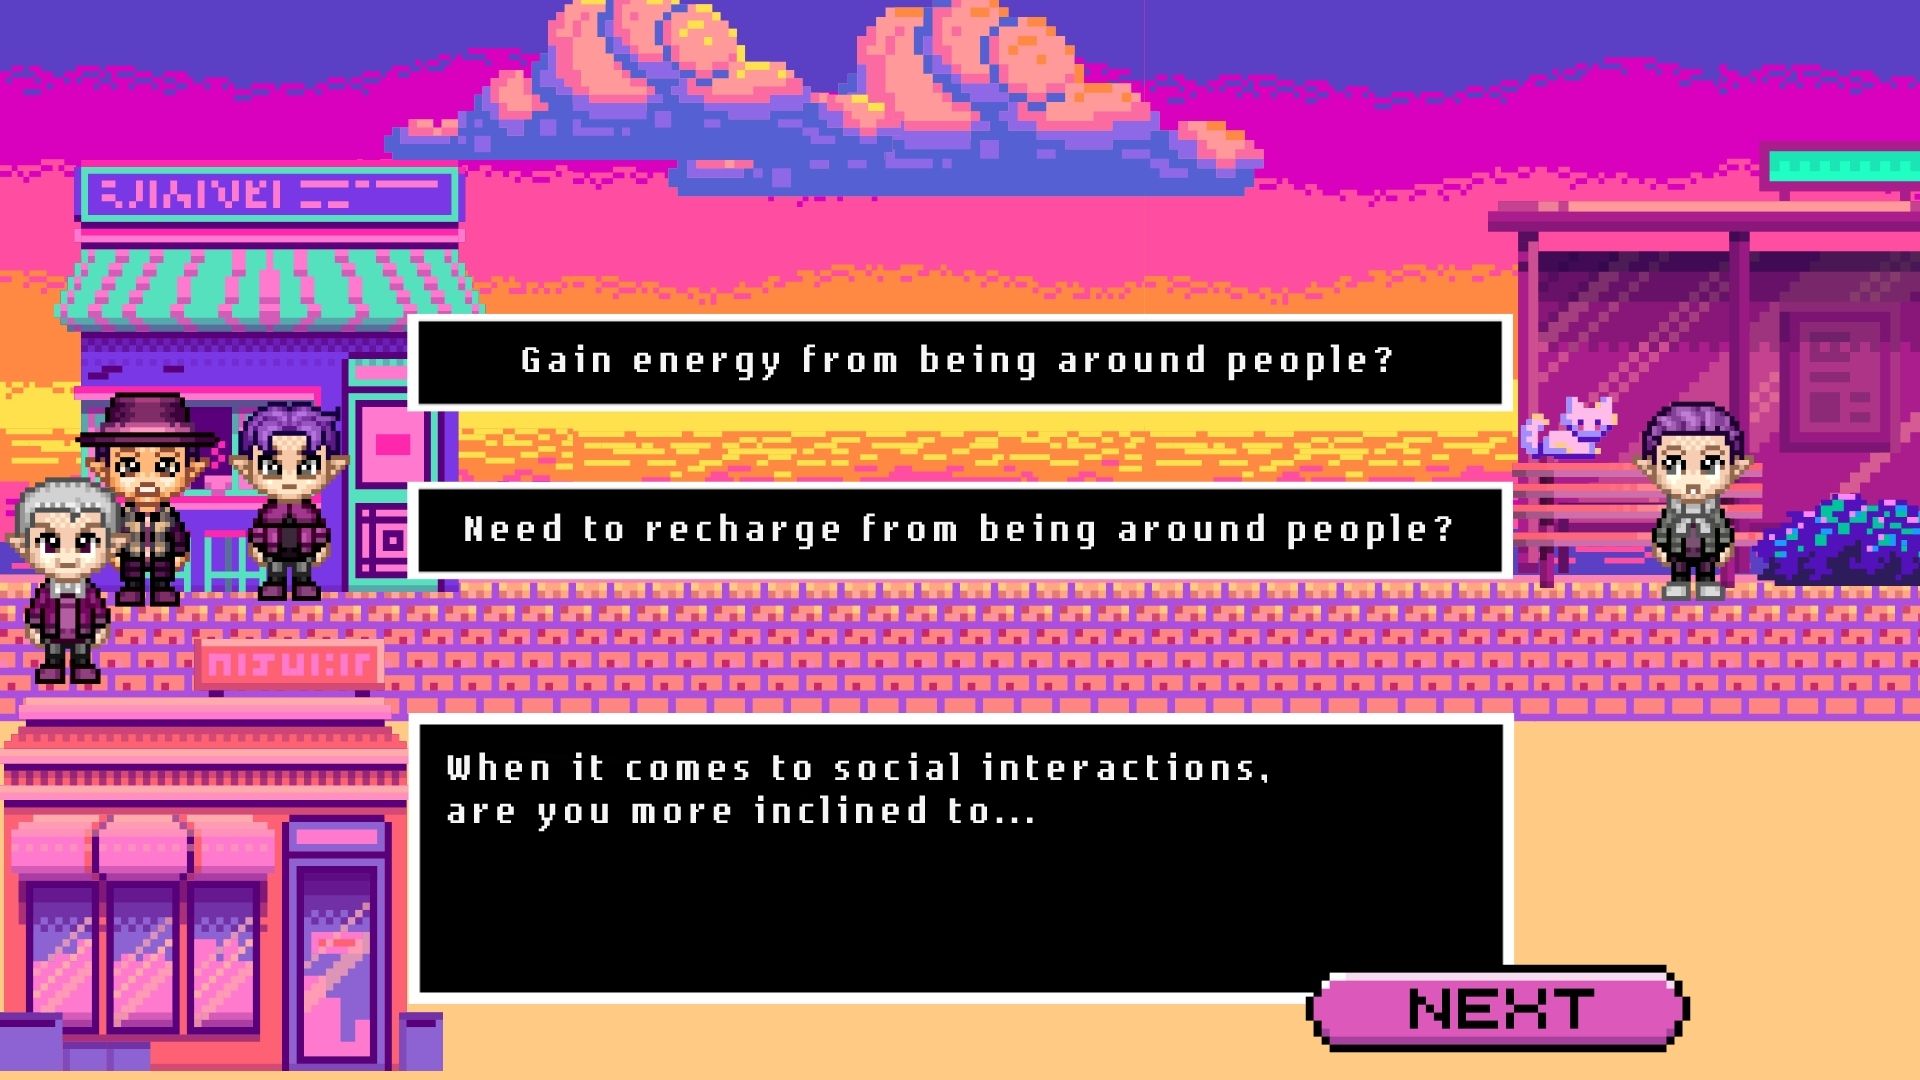 Gain energy from being around people?
Need to recharge from being around people?
When it comes to social interactions,
are you more inclined to...
NEXT